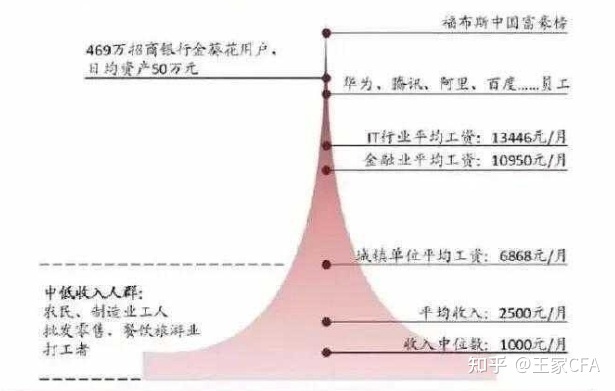 福布斯中国富豪榜
469万招商银行金葵花用户、
日均资产50万元
华为、腾讯、阿里、百度……员工
IT行业平均工资：13446元/月
金融业平均工资：10950元/月
城镇单位平均工资：6868元/月
中低收入人群：
农民、制造业工人
批发零售、餐饮旅游业
打工者
平均收入：2500元/月
收入中位数：1000元/月
知乎 @王家CFA